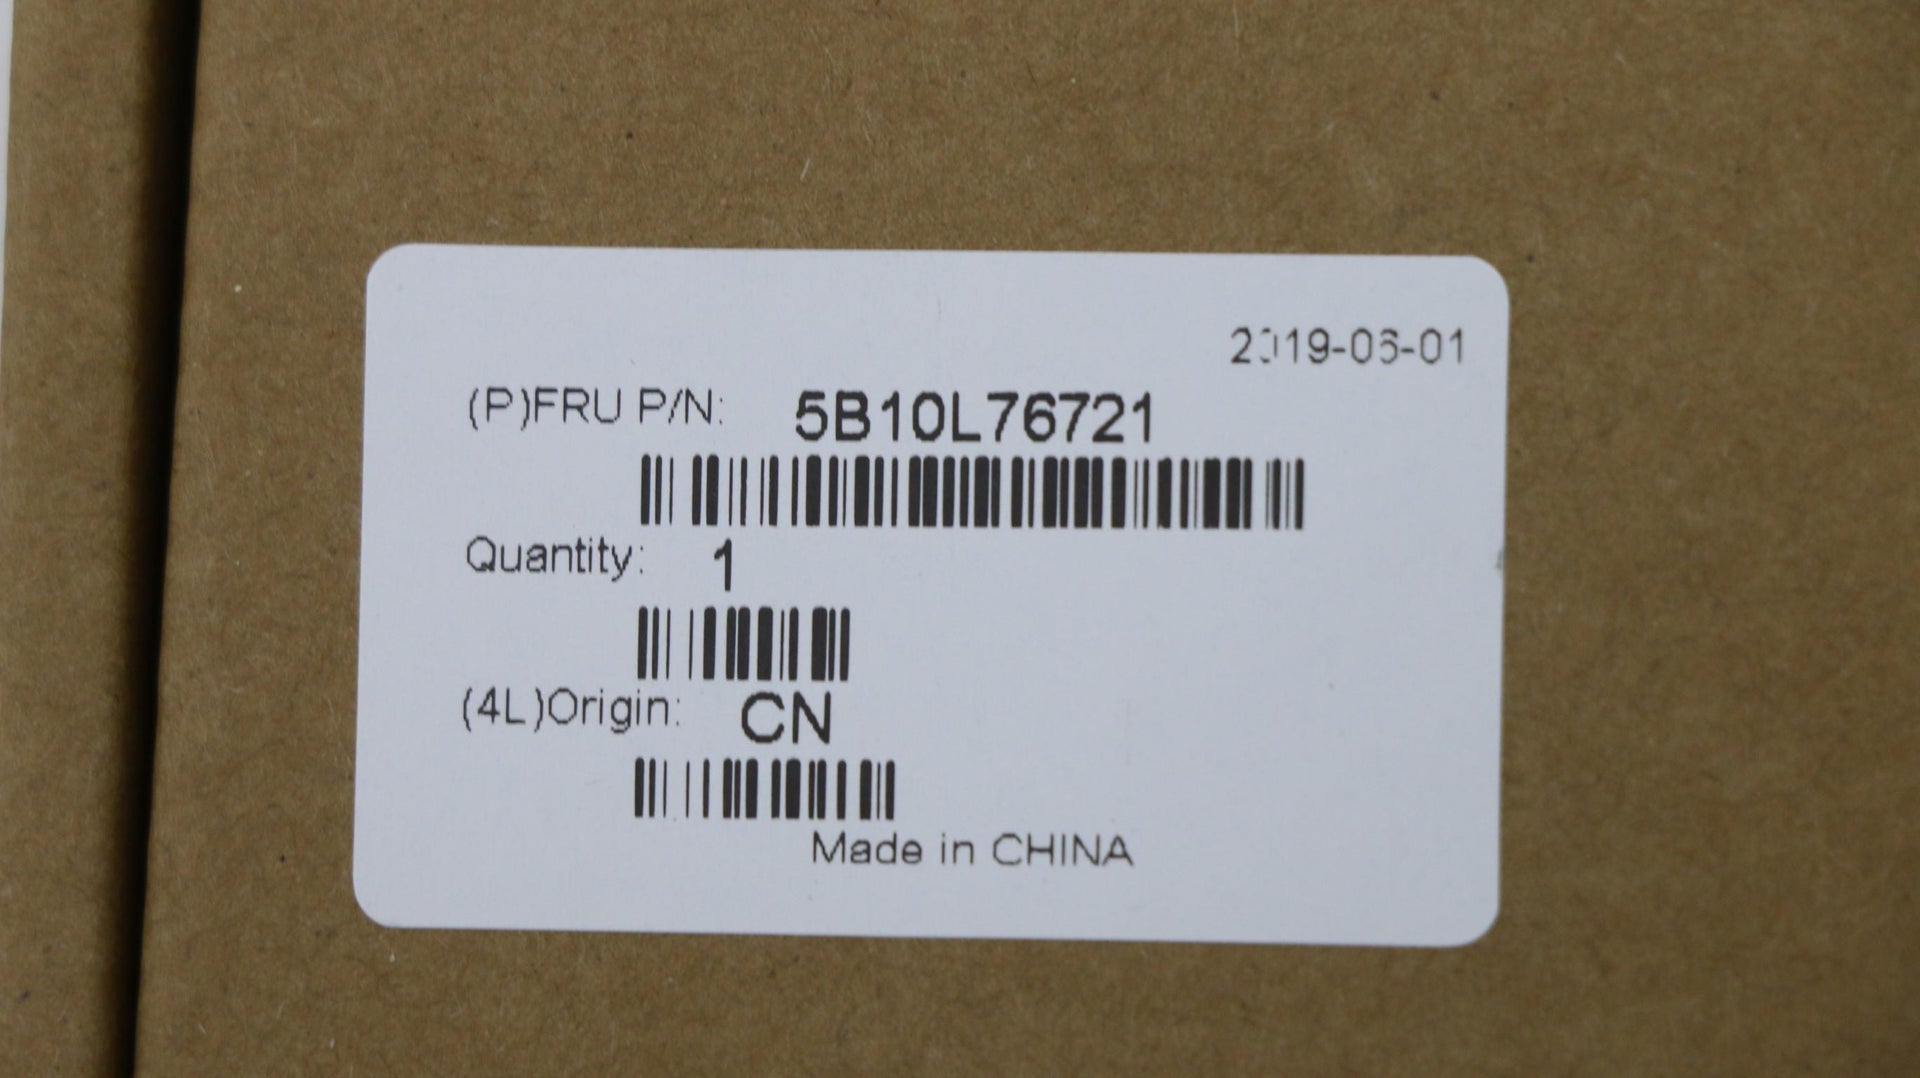 2019-06-01
(P)FRU P/N: 5B10L76721
Quantity: 1
(4L)Origin: CN
Made in CHINA